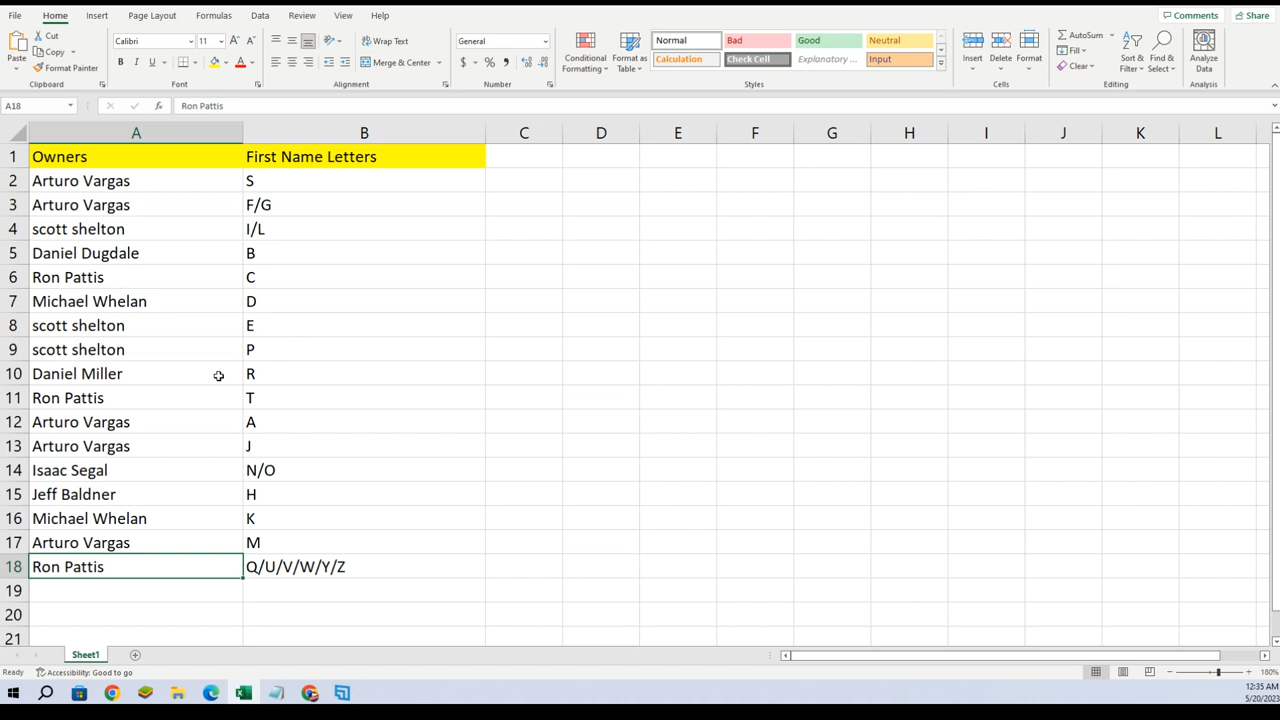 File Home Insert Page Layout Formulas Data Review View Help Comments Share
Cut
Copy
Format Painter
Paste
Clipboard
Calibri 11
B I U
Font
Wrap Text
Merge & Center
Alignment
General
$ % ,
Number
Conditional Formatting
Format as Table
Normal Bad Good Neutral
Calculation Check Cell Explanatory ... Input
Styles
Insert Delete Format
Cells
AutoSum
Fill
Clear
Sort & Filter
Find & Select
Editing
Analyze Data
Analysis
A18 fx Ron Pattis
A B C D E F G H I J K L
1 Owners First Name Letters
2 Arturo Vargas S
3 Arturo Vargas F/G
4 scott shelton I/L
5 Daniel Dugdale B
6 Ron Pattis C
7 Michael Whelan D
8 scott shelton E
9 scott shelton P
10 Daniel Miller R
11 Ron Pattis T
12 Arturo Vargas A
13 Arturo Vargas J
14 Isaac Segal N/O
15 Jeff Baldner H
16 Michael Whelan K
17 Arturo Vargas M
18 Ron Pattis Q/U/V/W/Y/Z
19
20
21
Sheet1
Ready Accessibility: Good to go 180%
12:35 AM
5/20/2023